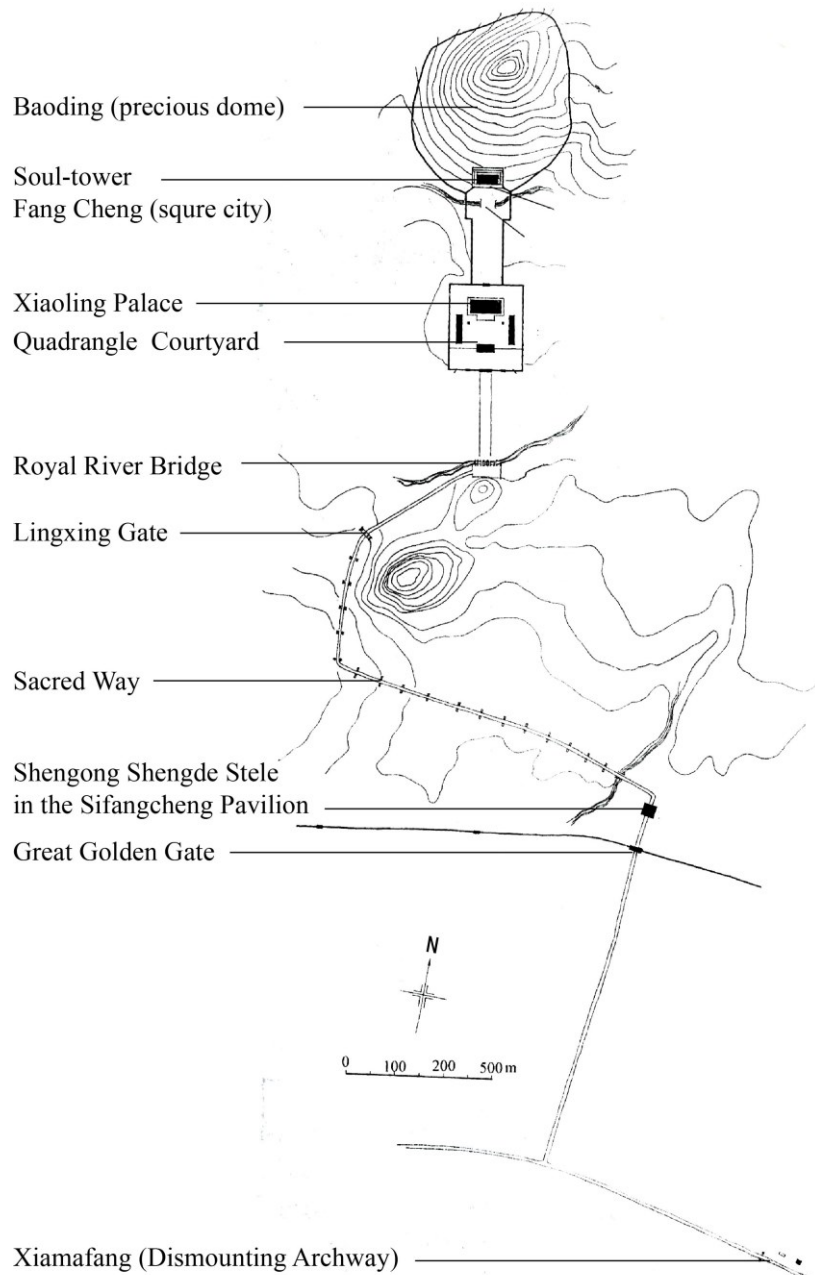 Baoding (precious dome)
Soul-tower
Fang Cheng (squre city)
Xiaoling Palace
Quadrangle Courtyard
Royal River Bridge
Lingxing Gate
Sacred Way
Shengong Shengde Stele
in the Sifangcheng Pavilion
Great Golden Gate
N
0 100 200 500 m
Xiamafang (Dismounting Archway)